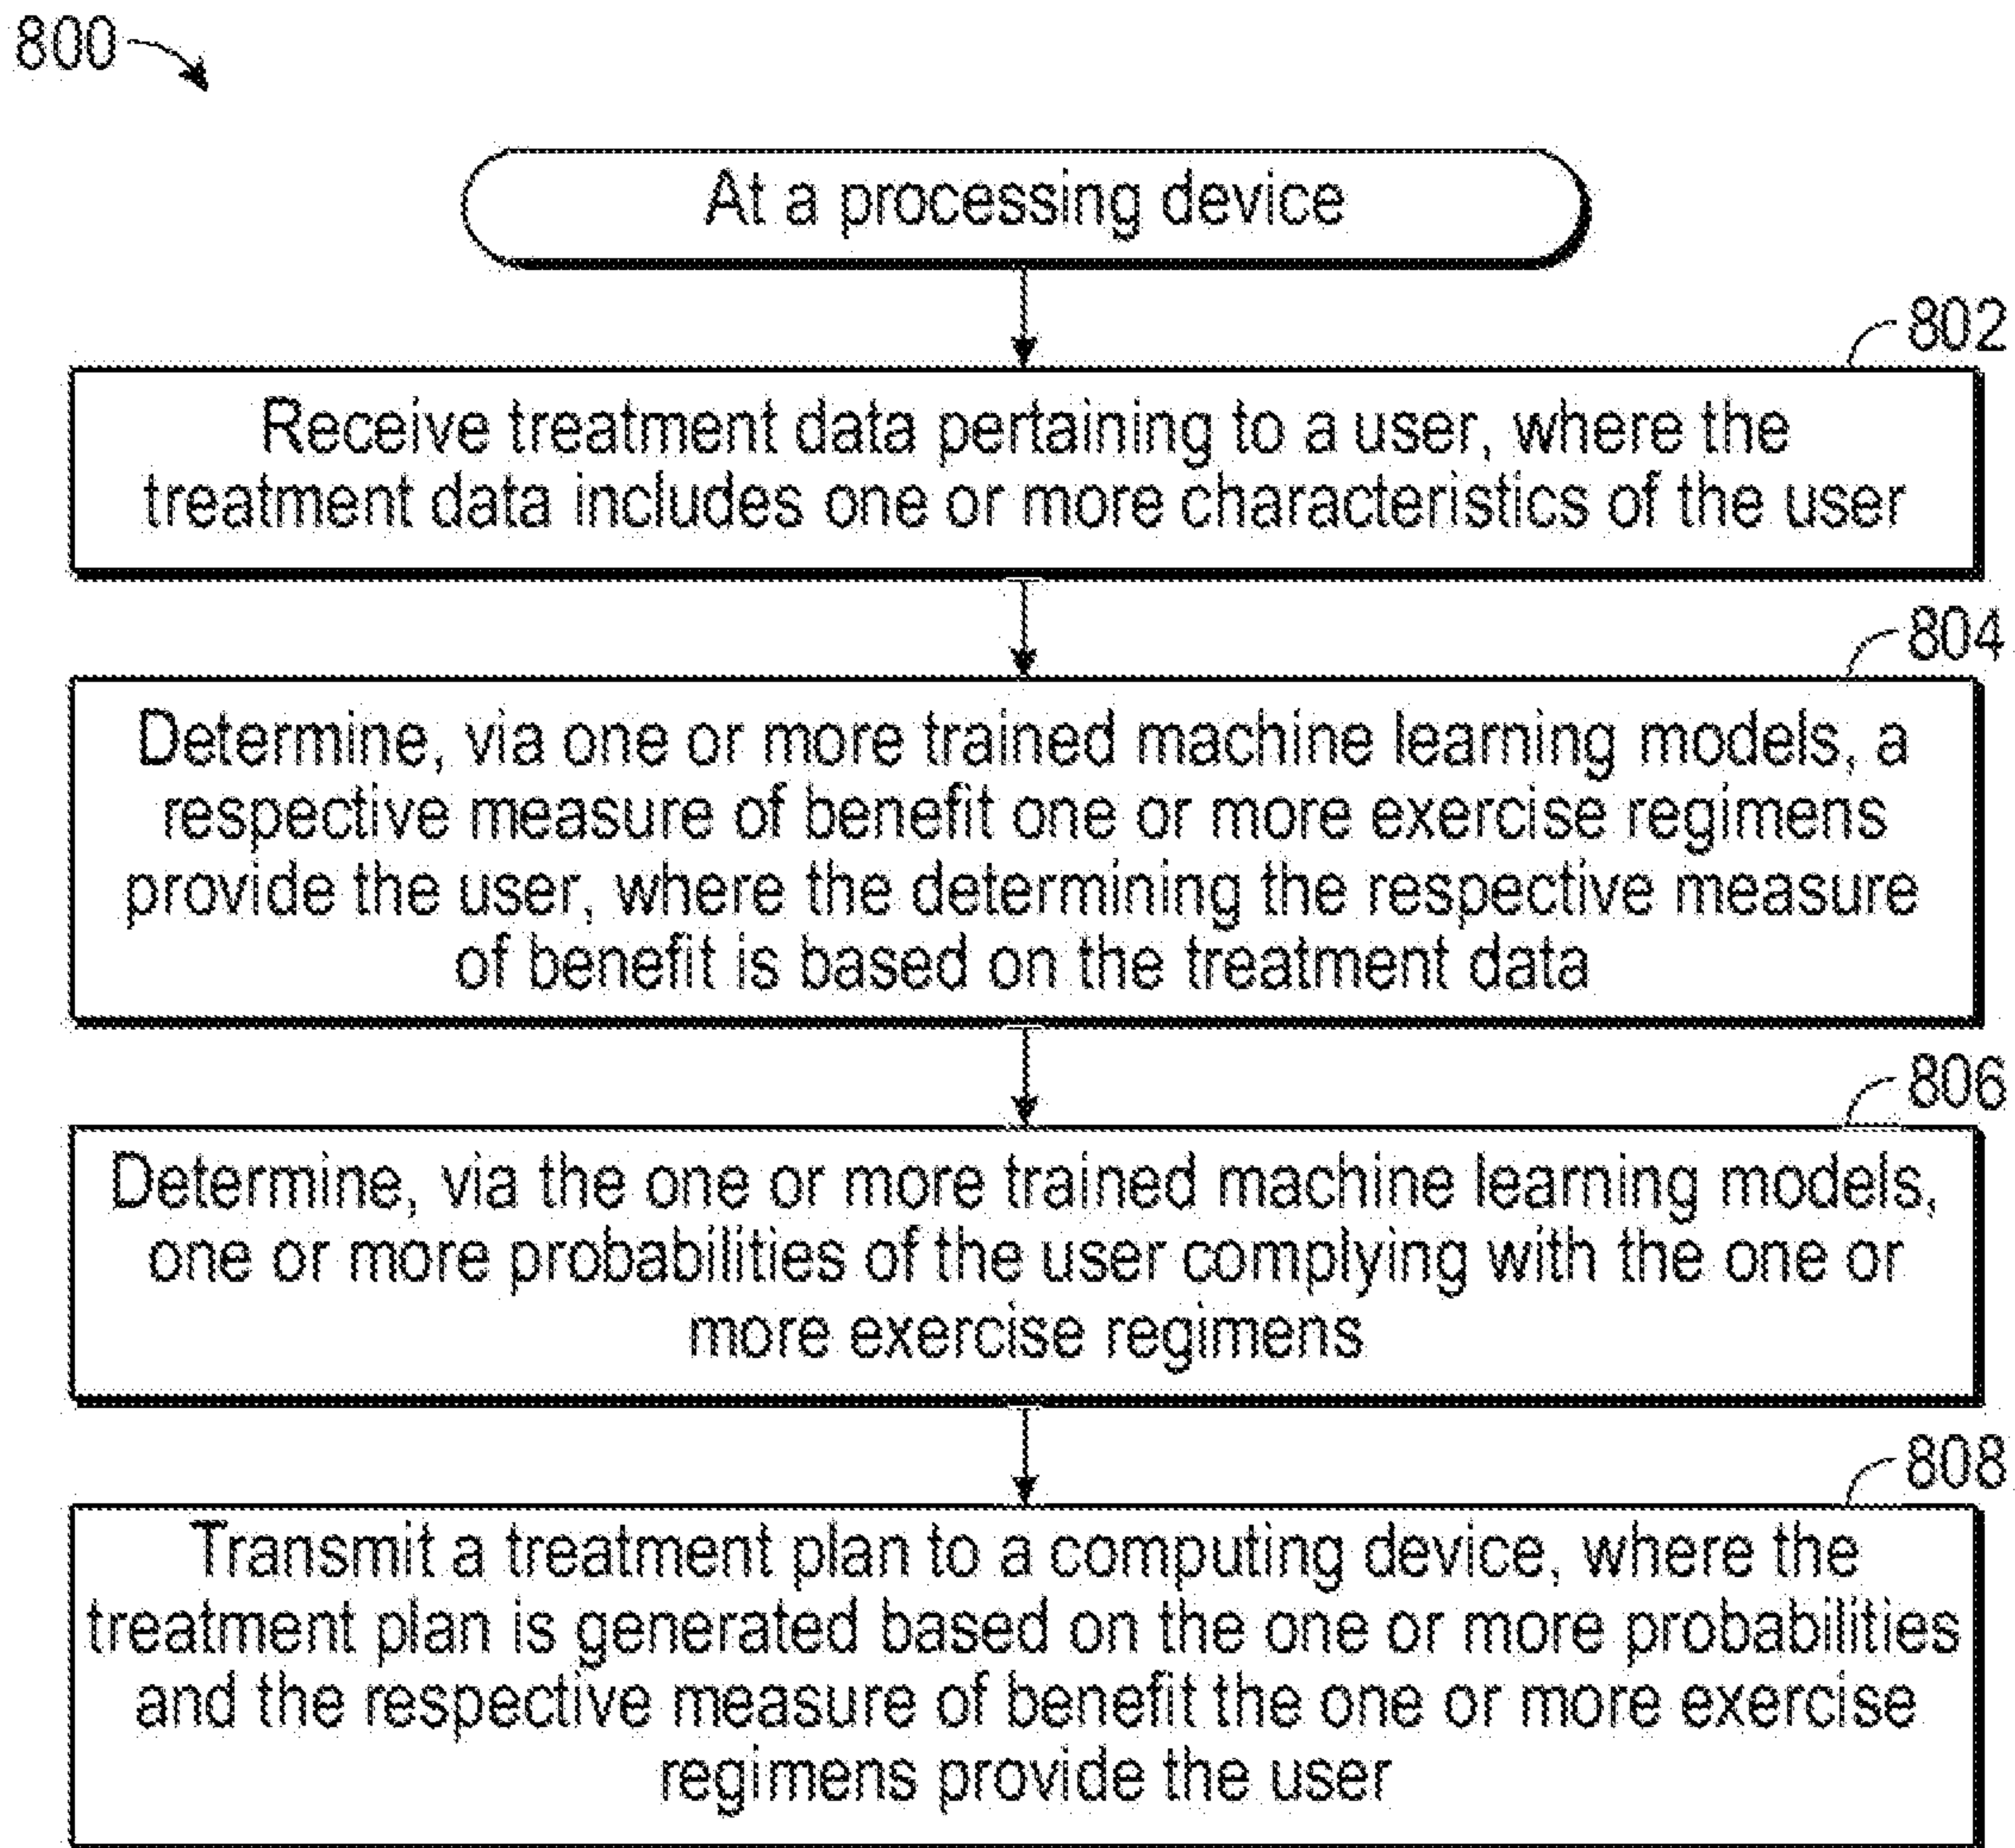 800
At a processing device
802
Receive treatment data pertaining to a user, where the
treatment data includes one or more characteristics of the user
804
Determine, via one or more trained machine learning models, a
respective measure of benefit one or more exercise regimens
provide the user, where the determining the respective measure
of benefit is based on the treatment data
806
Determine, via the one or more trained machine learning models,
one or more probabilities of the user complying with the one or
more exercise regimens
808
Transmit a treatment plan to a computing device, where the
treatment plan is generated based on the one or more probabilities
and the respective measure of benefit the one or more exercise
regimens provide the user